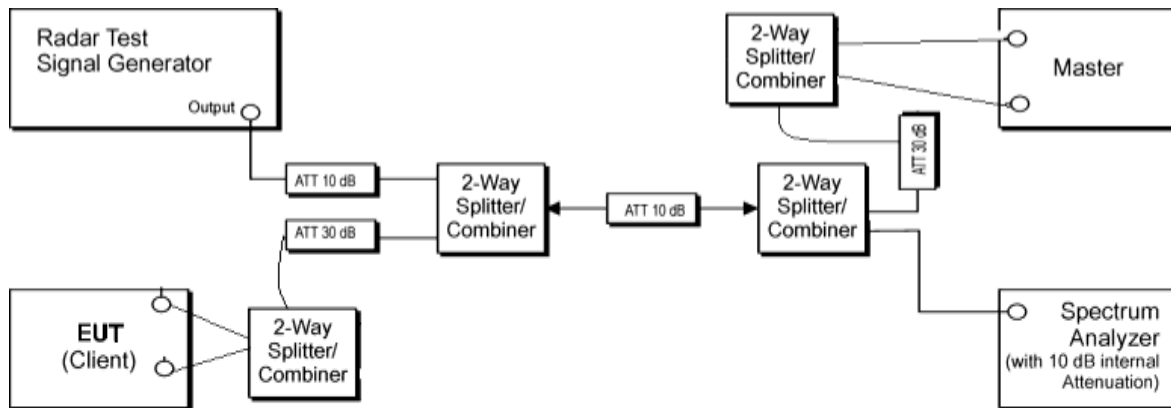 Radar Test
Signal Generator
Output
2-Way
Splitter/
Combiner
Master
ATT 30 dB
ATT 10 dB
2-Way
Splitter/
Combiner
ATT 10 dB
2-Way
Splitter/
Combiner
ATT 30 dB
EUT
(Client)
2-Way
Splitter/
Combiner
Spectrum
Analyzer
(with 10 dB internal
Attenuation)